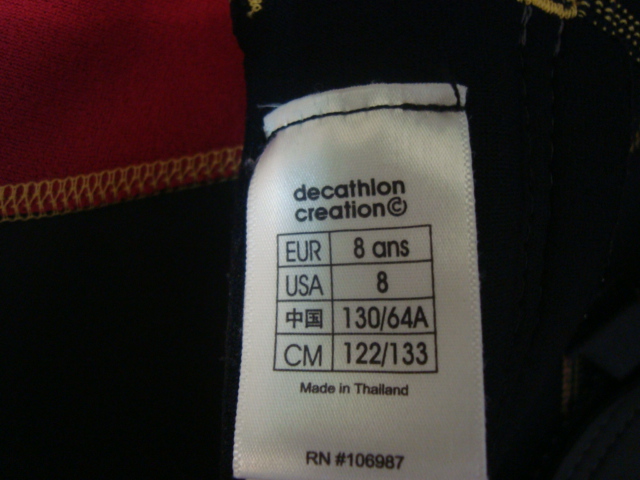 decathlon
creation©
EUR 8 ans
USA 8
中国 130/64A
CM 122/133
Made in Thailand
RN #106987